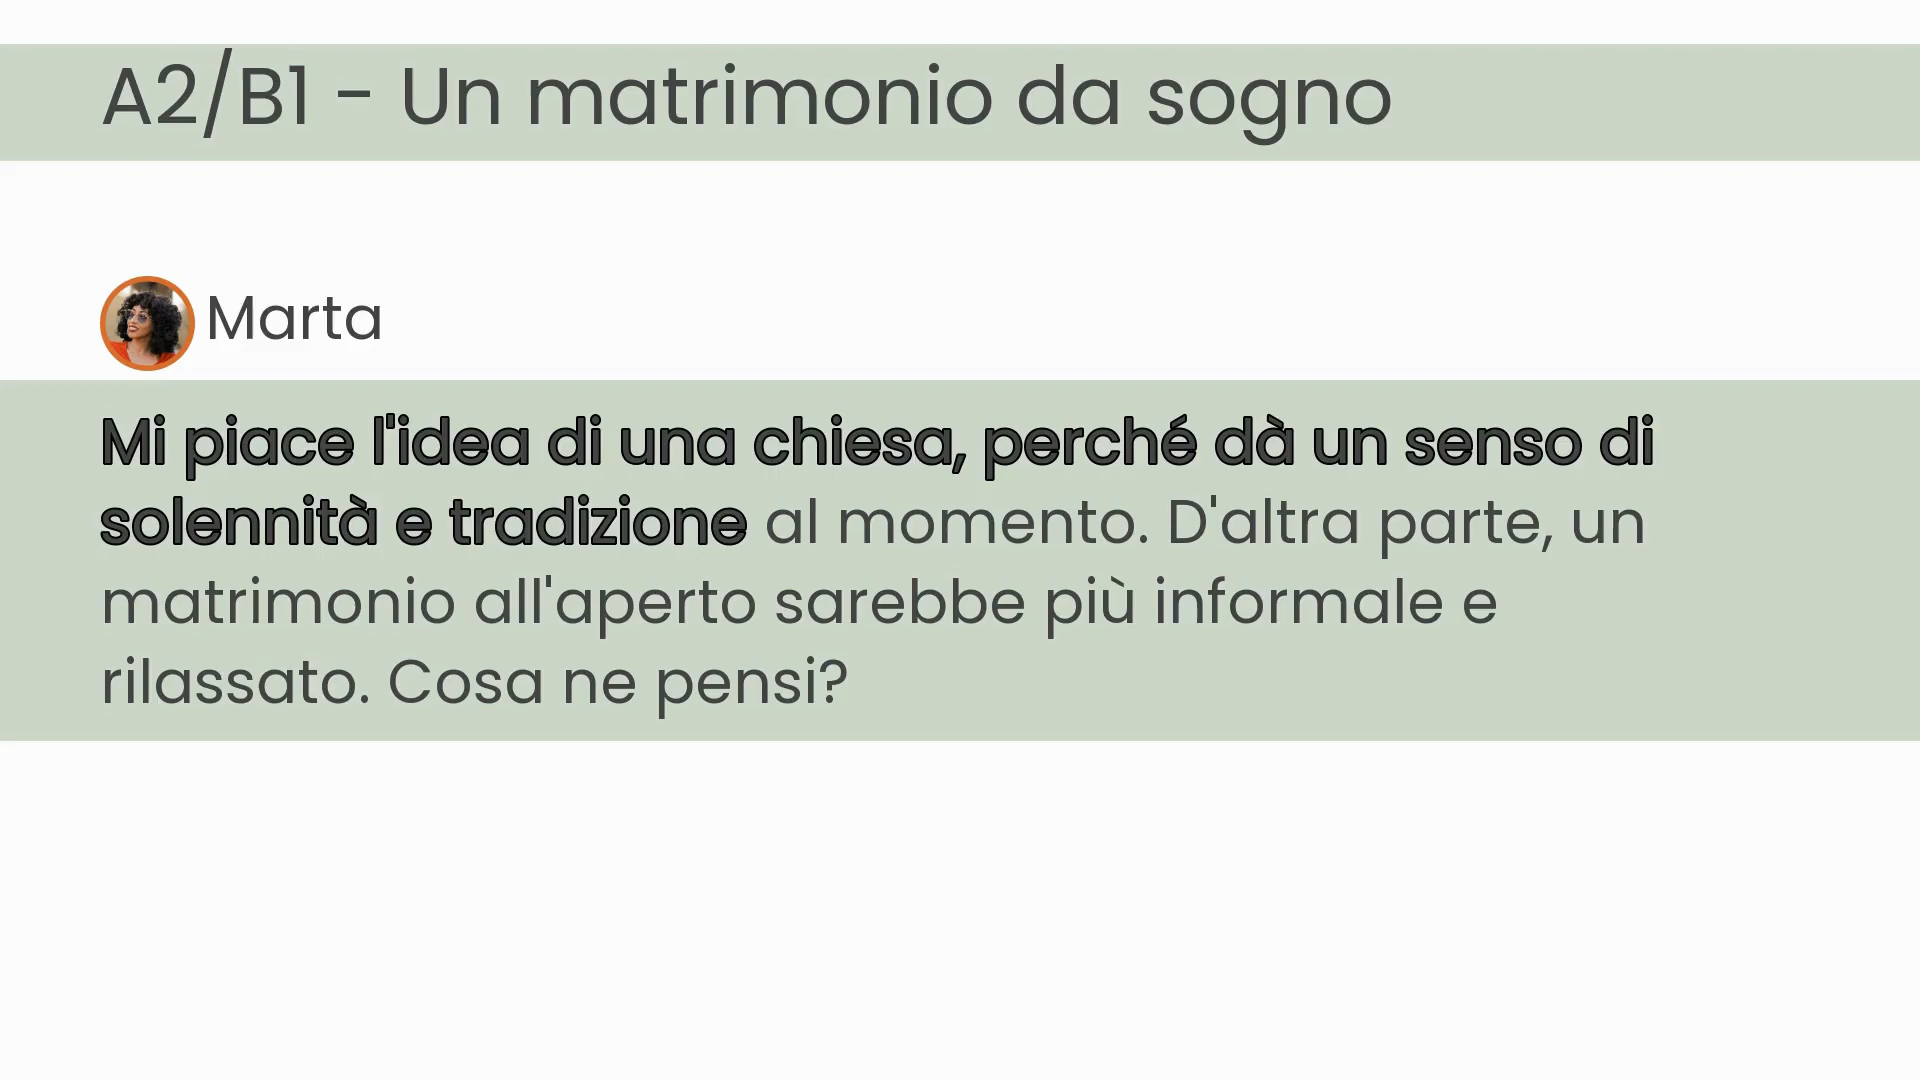 A2/B1 - Un matrimonio da sogno
Marta
Mi piace l'idea di una chiesa, perché dà un senso di
solennità e tradizione al momento. D'altra parte, un
matrimonio all'aperto sarebbe più informale e
rilassato. Cosa ne pensi?